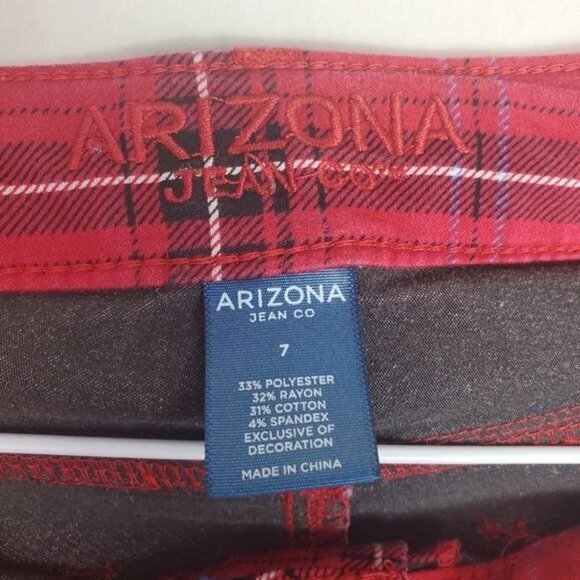 ARIZONA
JEAN CO™
ARIZONA
JEAN CO
7
33% POLYESTER
32% RAYON
31% COTTON
4% SPANDEX
EXCLUSIVE OF
DECORATION
MADE IN CHINA